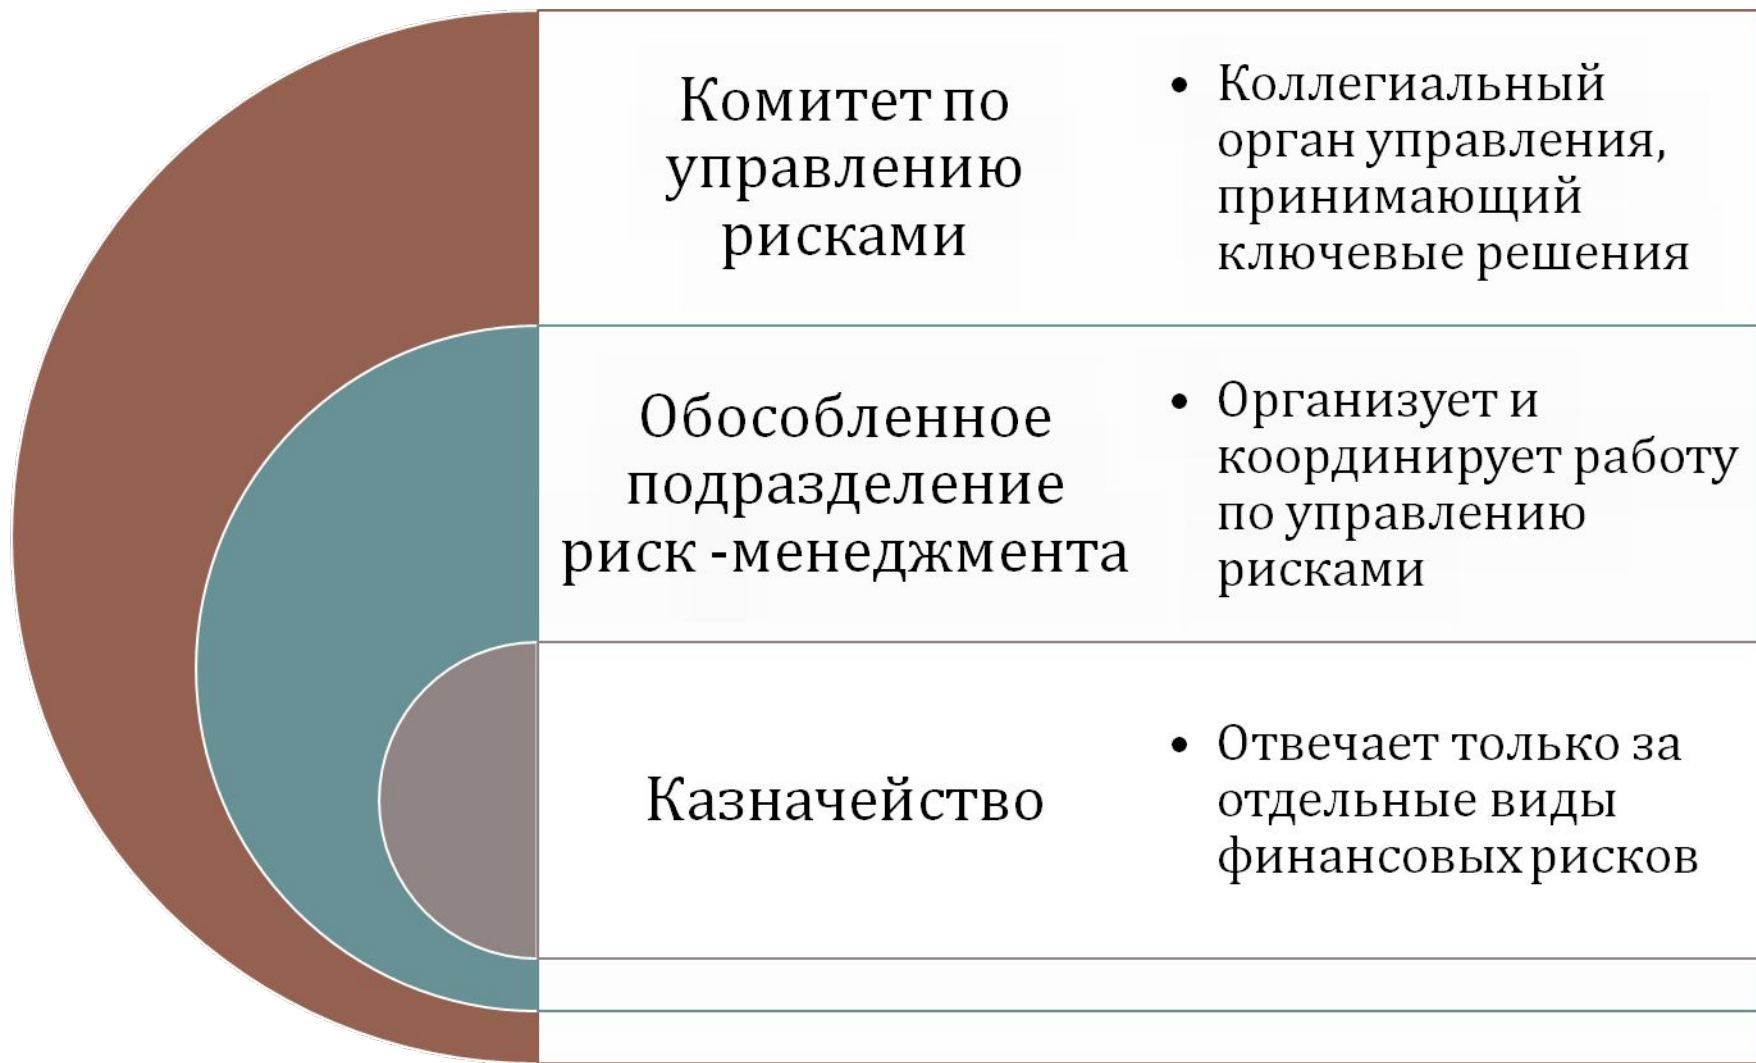 Комитет по
управлению
рисками
• Коллегиальный
орган управления,
принимающий
ключевые решения
Обособленное
подразделение
риск -менеджмента
• Организует и
координирует работу
по управлению
рисками
Казначейство
• Отвечает только за
отдельные виды
финансовых рисков